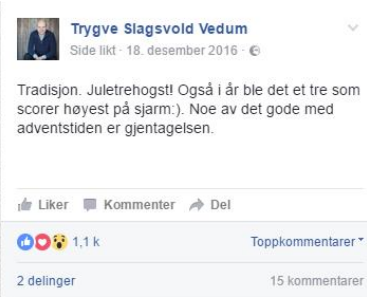 Trygve Slagsvold Vedum
Side likt · 18. desember 2016 ·
Tradisjon. Juletrehogst! Også i år ble det et tre som
scorer høyest på sjarm:). Noe av det gode med
adventstiden er gjentagelsen.
Liker Kommenter Del
1,1 k Toppkommentarer
2 delinger 15 kommentarer